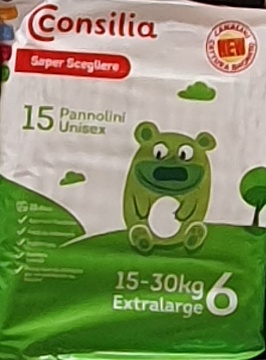 Consilia
Saper Scegliere
NEW
15 Pannolini
Unisex
15-30kg
Extralarge 6